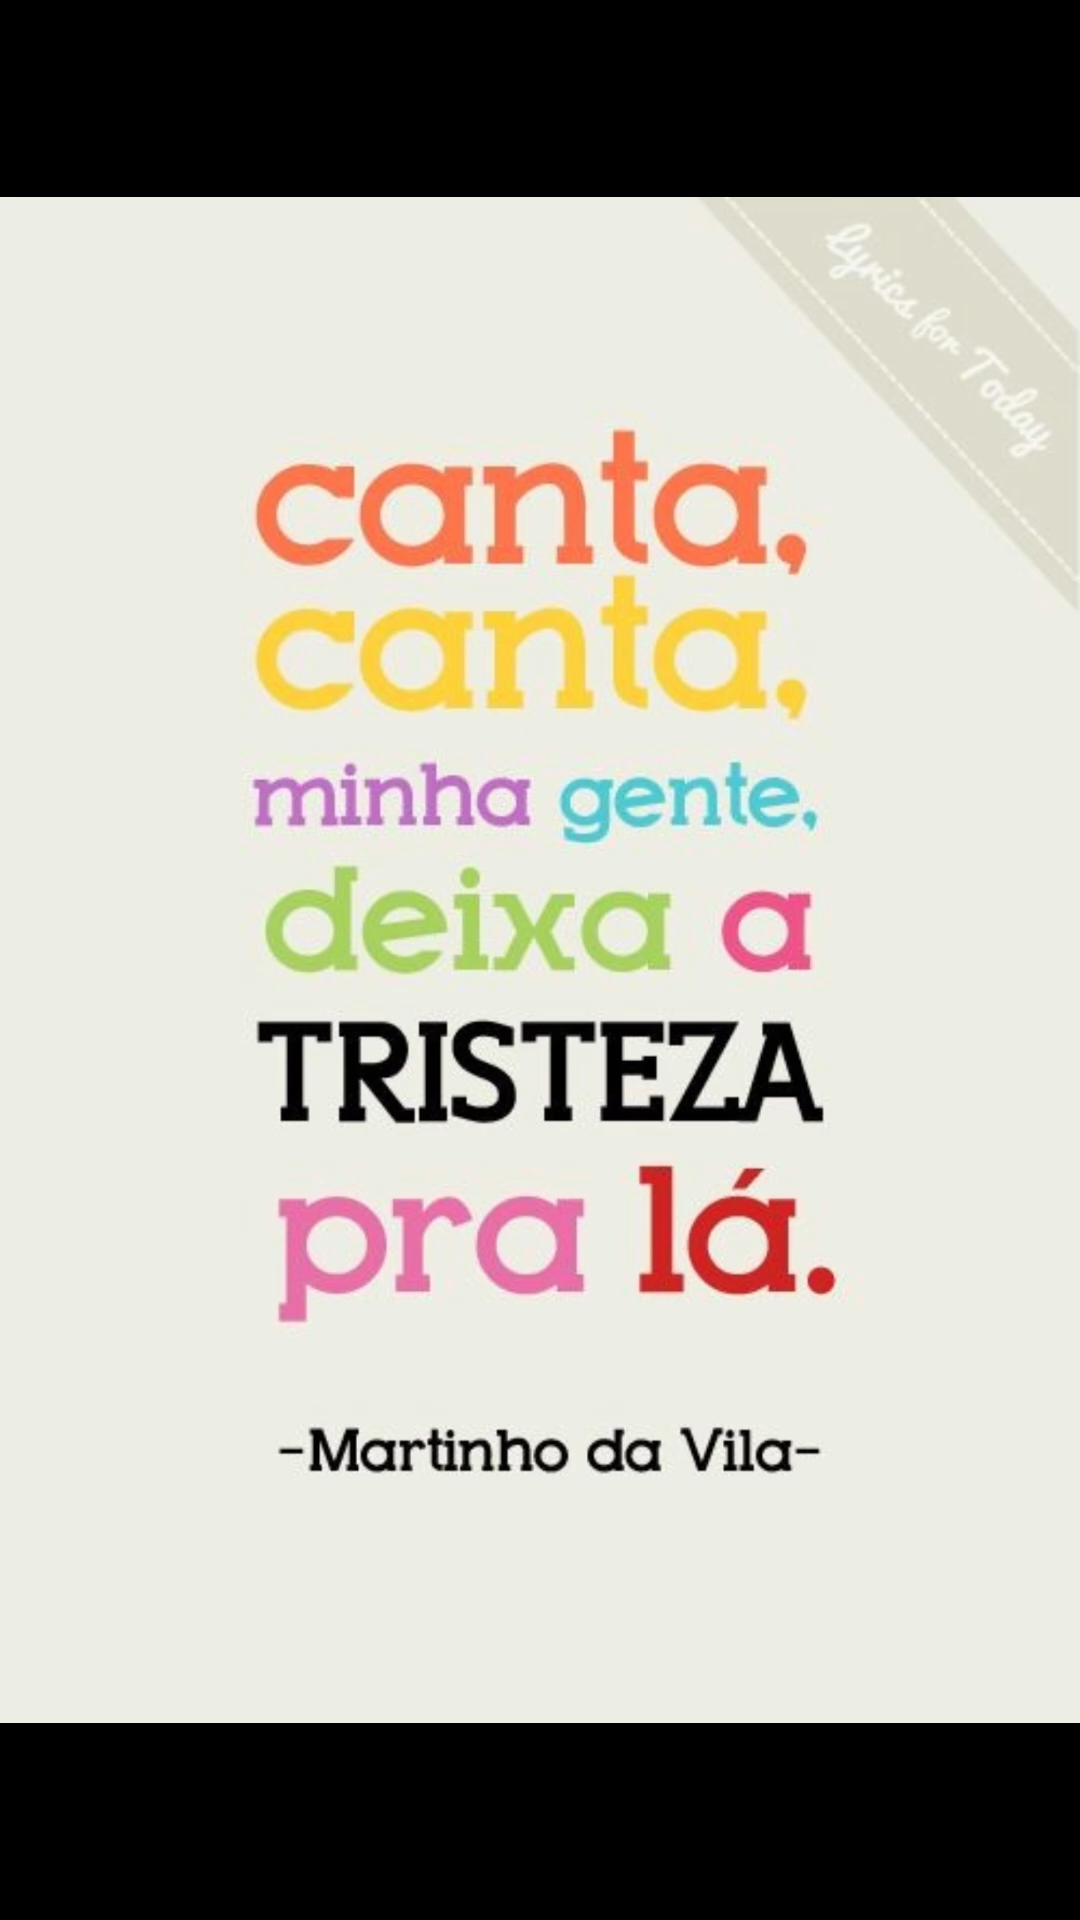 Lyrics for Today
canta,
canta,
minha gente,
deixa a
TRISTEZA
pra lá.
-Martinho da Vila-